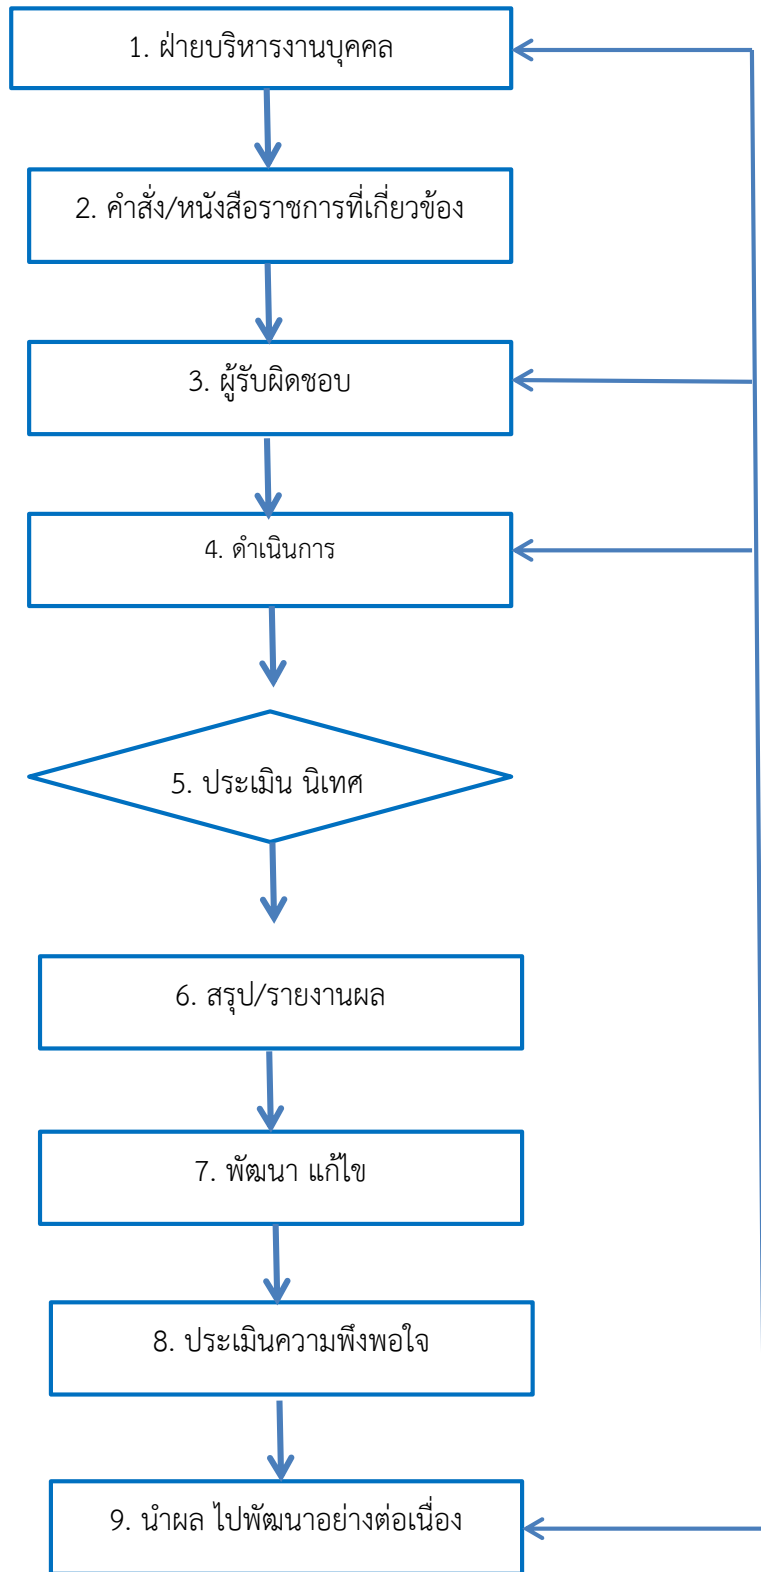 1. ฝ่ายบริหารงานบุคคล
2. คำสั่ง/หนังสือราชการที่เกี่ยวข้อง
3. ผู้รับผิดชอบ
4. ดำเนินการ
5. ประเมิน นิเทศ
6. สรุป/รายงานผล
7. พัฒนา แก้ไข
8. ประเมินความพึงพอใจ
9. นำผล ไปพัฒนาอย่างต่อเนื่อง